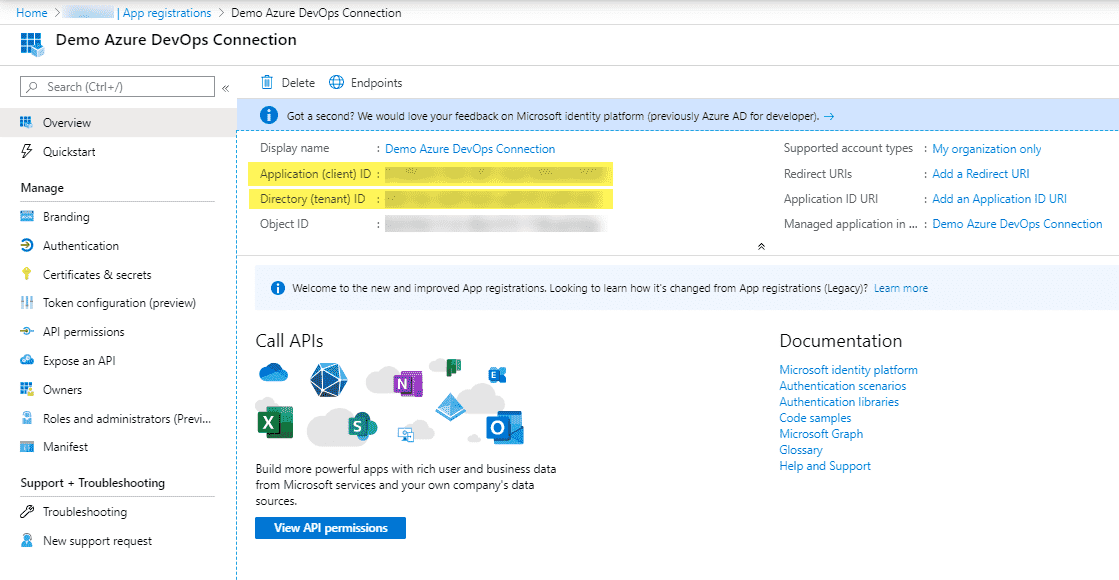 Home > | App registrations > Demo Azure DevOps Connection
Demo Azure DevOps Connection
Search (Ctrl+/)
«
Overview
Quickstart
Manage
Branding
Authentication
Certificates & secrets
Token configuration (preview)
API permissions
Expose an API
Owners
Roles and administrators (Previ...
Manifest
Support + Troubleshooting
Troubleshooting
New support request
Delete Endpoints
Got a second? We would love your feedback on Microsoft identity platform (previously Azure AD for developer). →
Display name : Demo Azure DevOps Connection
Application (client) ID :
Directory (tenant) ID :
Object ID :
Supported account types : My organization only
Redirect URIs : Add a Redirect URI
Application ID URI : Add an Application ID URI
Managed application in ... : Demo Azure DevOps Connection
Welcome to the new and improved App registrations. Looking to learn how it's changed from App registrations (Legacy)? Learn more
Call APIs
N
E
X
S
O
Build more powerful apps with rich user and business data
from Microsoft services and your own company's data
sources.
View API permissions
Documentation
Microsoft identity platform
Authentication scenarios
Authentication libraries
Code samples
Microsoft Graph
Glossary
Help and Support